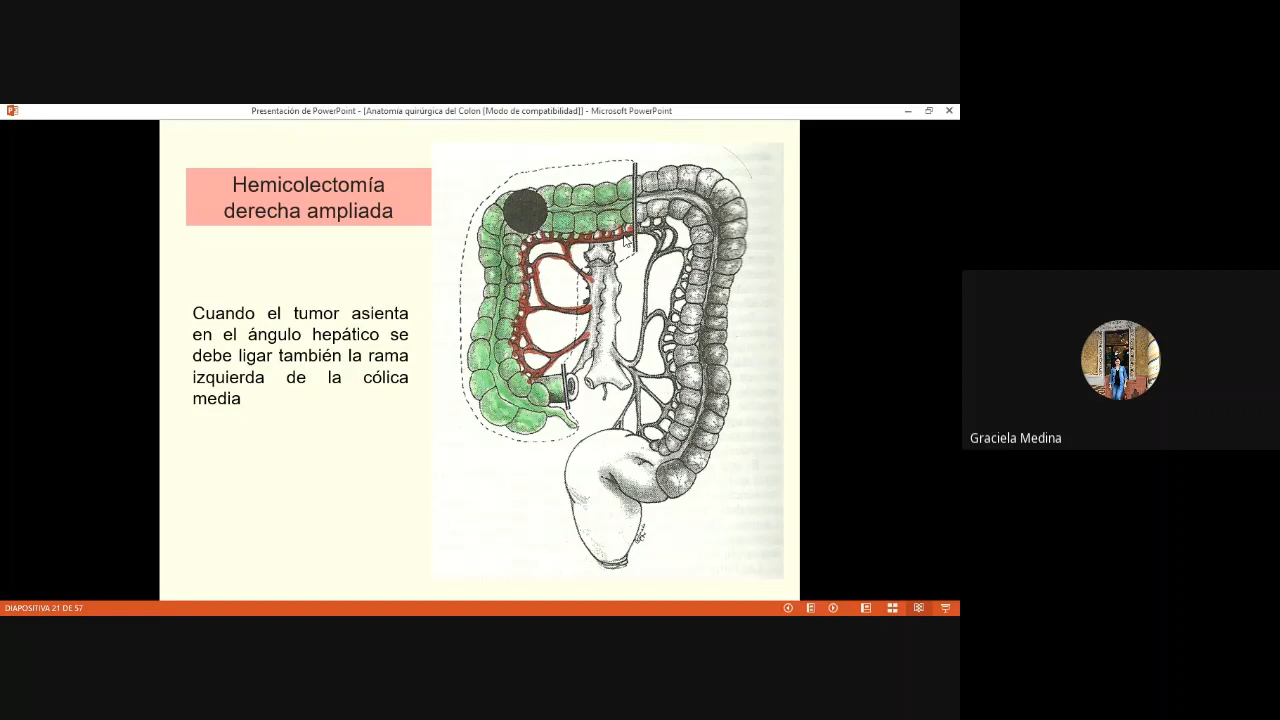 Presentación de PowerPoint - [Anatomía quirúrgica del Colon [Modo de compatibilidad]] - Microsoft PowerPoint
Hemicolectomía
derecha ampliada
Cuando el tumor asienta
en el ángulo hepático se
debe ligar también la rama
izquierda de la cólica
media
Graciela Medina
DIAPOSITIVA 21 DE 57